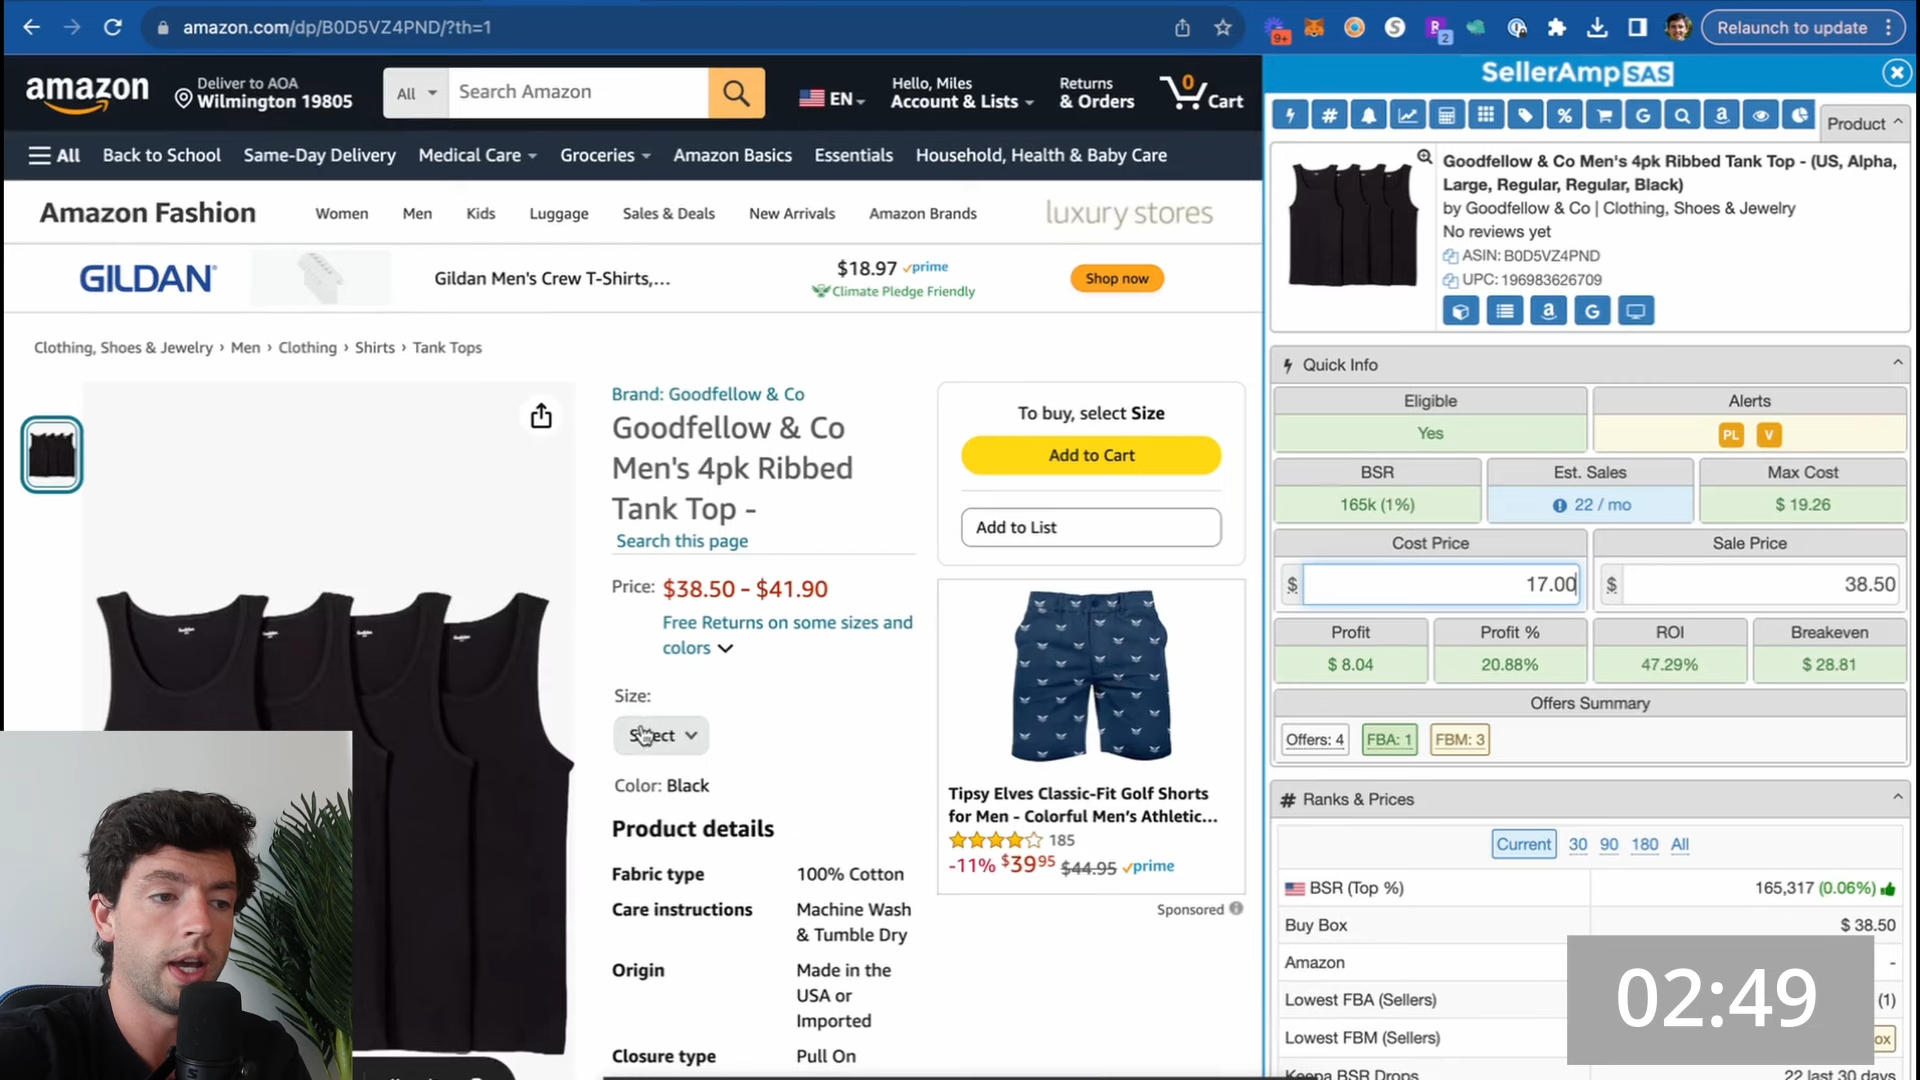 amazon.com/dp/B0D5VZ4PND/?th=1
9+
2
Relaunch to update
amazon
Deliver to AOA
Wilmington 19805
All
Search Amazon
EN
Hello, Miles
Account & Lists
Returns
& Orders
0
Cart
All
Back to School
Same-Day Delivery
Medical Care
Groceries
Amazon Basics
Essentials
Household, Health & Baby Care
Amazon Fashion
Women
Men
Kids
Luggage
Sales & Deals
New Arrivals
Amazon Brands
luxury stores
GILDAN
Gildan Men's Crew T-Shirts,...
$18.97 prime
Climate Pledge Friendly
Shop now
Clothing, Shoes & Jewelry › Men › Clothing › Shirts › Tank Tops
Brand: Goodfellow & Co
Goodfellow & Co
Men's 4pk Ribbed
Tank Top -
Search this page
Price: $38.50 - $41.90
Free Returns on some sizes and
colors
Size:
Select
Color: Black
Product details
Fabric type 100% Cotton
Care instructions Machine Wash
& Tumble Dry
Origin Made in the
USA or
Imported
Closure type Pull On
To buy, select Size
Add to Cart
Add to List
Tipsy Elves Classic-Fit Golf Shorts
for Men - Colorful Men's Athletic...
185
-11% $39.95 $44.95 prime
Sponsored
SellerAmp SAS
Product
Goodfellow & Co Men's 4pk Ribbed Tank Top - (US, Alpha,
Large, Regular, Regular, Black)
by Goodfellow & Co | Clothing, Shoes & Jewelry
No reviews yet
ASIN: B0D5VZ4PND
UPC: 196983626709
Quick Info
Eligible
Alerts
Yes
PL V
BSR
Est. Sales
Max Cost
165k (1%)
22 / mo
$ 19.26
Cost Price
Sale Price
$ 17.00
$ 38.50
Profit
Profit %
ROI
Breakeven
$ 8.04
20.88%
47.29%
$ 28.81
Offers Summary
Offers: 4
FBA: 1
FBM: 3
# Ranks & Prices
Current 30 90 180 All
BSR (Top %) 165,317 (0.06%)
Buy Box $ 38.50
Amazon -
Lowest FBA (Sellers) (1)
Lowest FBM (Sellers) ox
Keepa BSR Drops 22 last 30 days
02:49